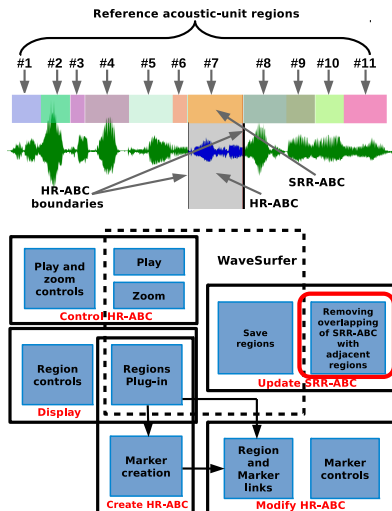 Reference acoustic-unit regions
#1 #2 #3 #4 #5 #6 #7 #8 #9 #10 #11
SRR-ABC
HR-ABC
boundaries
HR-ABC
WaveSurfer
Play and
zoom
controls
Play
Zoom
Control HR-ABC
Save
regions
Removing
overlapping
of SRR-ABC
with
adjacent
regions
Update SRR-ABC
Region
controls
Regions
Plug-in
Display
Marker
creation
Create HR-ABC
Region
and
Marker
links
Marker
controls
Modify HR-ABC